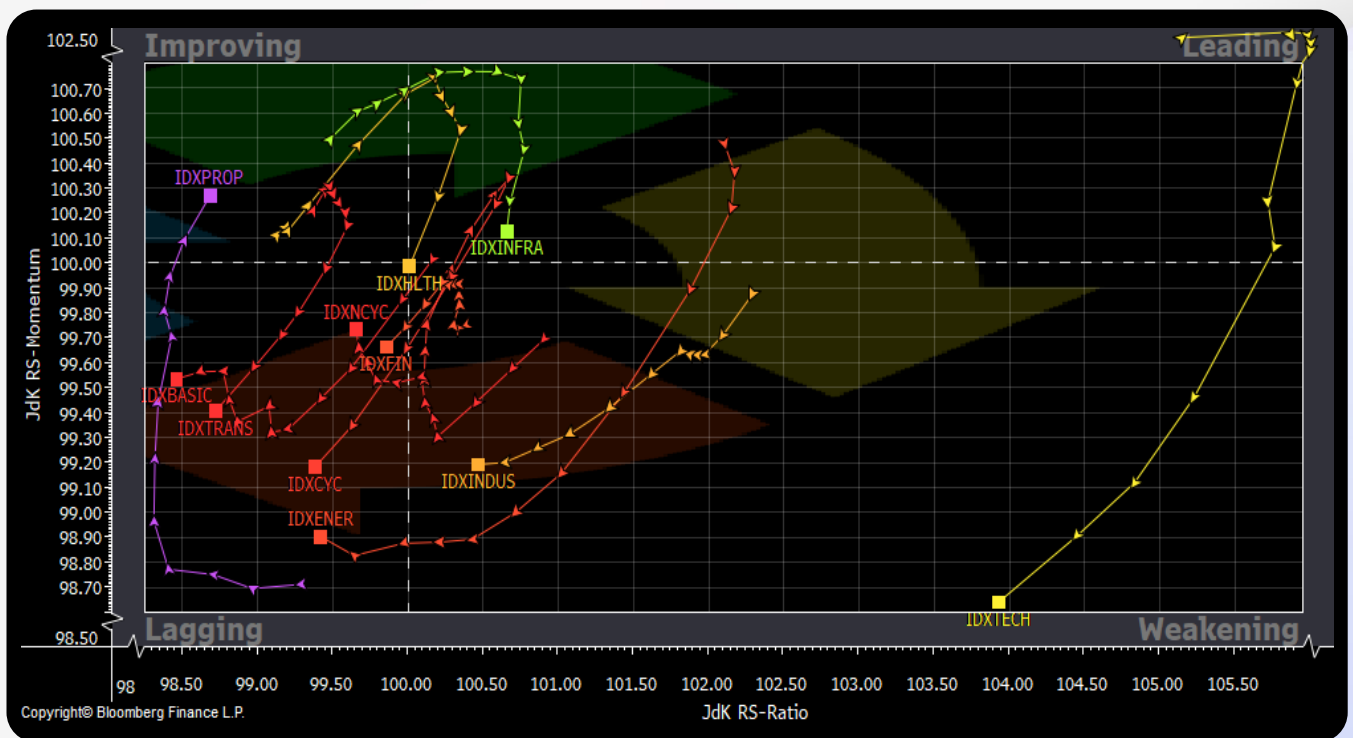 Improving
Leading
Lagging
Weakening
JdK RS-Momentum
102.50
100.70
100.60
100.50
100.40
100.30
100.20
100.10
100.00
99.90
99.80
99.70
99.60
99.50
99.40
99.30
99.20
99.10
99.00
98.90
98.80
98.70
98.50
IDXPROP
IDXINFRA
IDXHLTH
IDXNCYC
IDXFIN
IDXBASIC
IDXTRANS
IDXCYC
IDXINDUS
IDXENER
IDXTECH
98 98.50 99.00 99.50 100.00 100.50 101.00 101.50 102.00 102.50 103.00 103.50 104.00 104.50 105.00 105.50
JdK RS-Ratio
Copyright© Bloomberg Finance L.P.